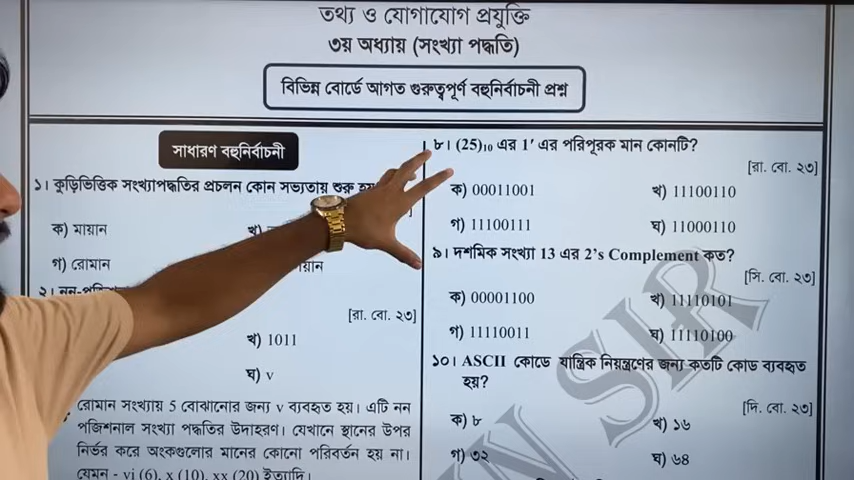 তথ্য ও যোগাযোগ প্রযুক্তি
৩য় অধ্যায় (সংখ্যা পদ্ধতি)
বিভিন্ন বোর্ডে আগত গুরুত্বপূর্ণ বহুনির্বাচনী প্রশ্ন
সাধারণ বহুনির্বাচনী
১। কুড়িভিত্তিক সংখ্যাপদ্ধতির প্রচলন কোন সভ্যতায় শুরু
ক) মায়ান
খ)
গ) রোমান
২।
[রা. বো. ২৩]
খ) 1011
ঘ) v
রোমান সংখ্যায় 5 বোঝানোর জন্য v ব্যবহৃত হয়। এটি নন
পজিশনাল সংখ্যা পদ্ধতির উদাহরণ। যেখানে স্থানের উপর
নির্ভর করে অংকগুলোর মানের কোনো পরিবর্তন হয় না।
যেমন - vi (6), x (10), xx (20) ইত্যাদি।
৮। (25)₁₀ এর 1′ এর পরিপূরক মান কোনটি?
[রা. বো. ২৩]
ক) 00011001 খ) 11100110
গ) 11100111 ঘ) 11000110
৯। দশমিক সংখ্যা 13 এর 2’s Complement কত?
[সি. বো. ২৩]
ক) 00001100 খ) 11110101
গ) 11110011 ঘ) 11110100
১০। ASCII কোডে যান্ত্রিক নিয়ন্ত্রণের জন্য কতটি কোড ব্যবহৃত
হয়?
[দি. বো. ২৩]
ক) ৮ খ) ১৬
গ) ৩২ ঘ) ৬৪
SIR